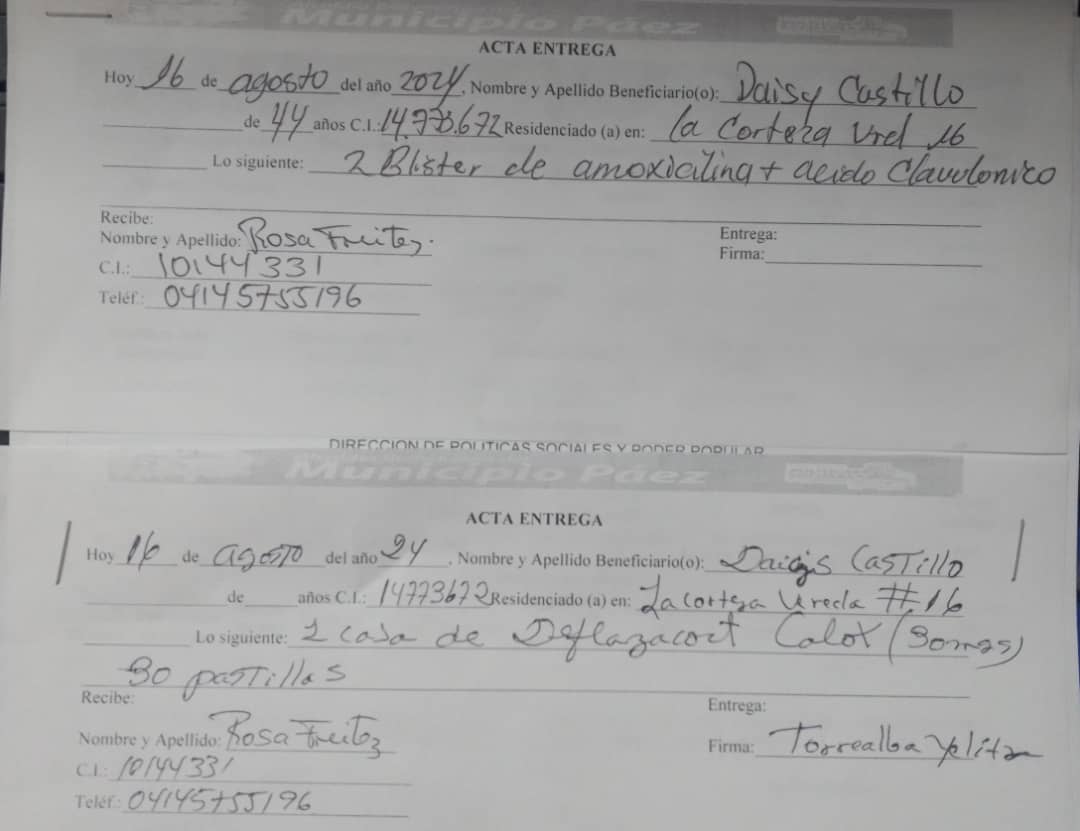 Municipio Páez
ACTA ENTREGA
Hoy 16 de agosto del año 2024, Nombre y Apellido Beneficiario(o): Daisy Castillo
de 44 años C.I.: 14.773.672 Residenciado (a) en: la Corteza Vrel 16
Lo siguiente: 2 Blister de amoxicilina + acido Clavolonico
Recibe:
Nombre y Apellido: Rosa Freitez.
C.I.: 10144331
Teléf.: 04145755196
Entrega:
Firma:
DIRECCION DE POLITICAS SOCIALES Y PODER POPULAR
Municipio Páez
ACTA ENTREGA
Hoy 16 de agosto del año 24, Nombre y Apellido Beneficiario(o): Castillo
de años C.I.: 14773672 Residenciado (a) en: La corteza Vreda #16
Lo siguiente: 1 caja de Deflazacort Calox (30mgs)
30 pastillas
Recibe:
Nombre y Apellido: Rosa Freitez
C.I.: 10144331
Teléf.: 04145755196
Entrega:
Firma: Torrealba Yelitza